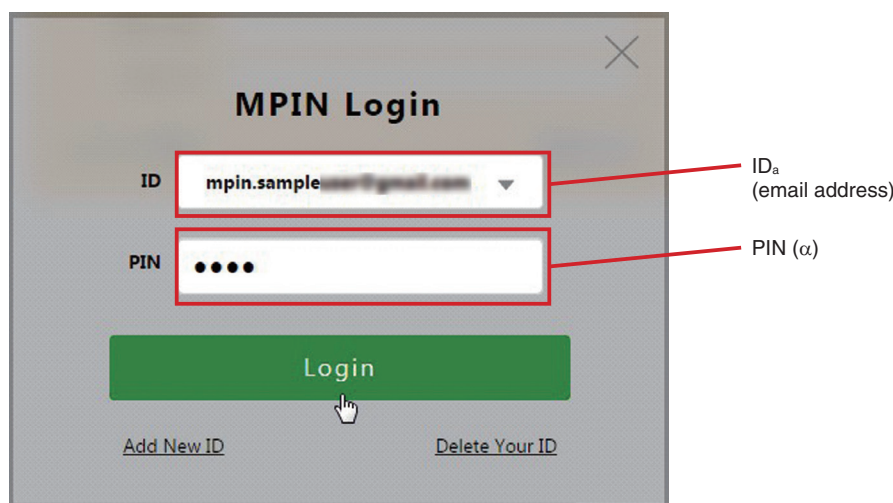 MPIN Login
ID
mpin.sample
IDₐ
(email address)
PIN
●●●●
PIN (α)
Login
Add New ID
Delete Your ID